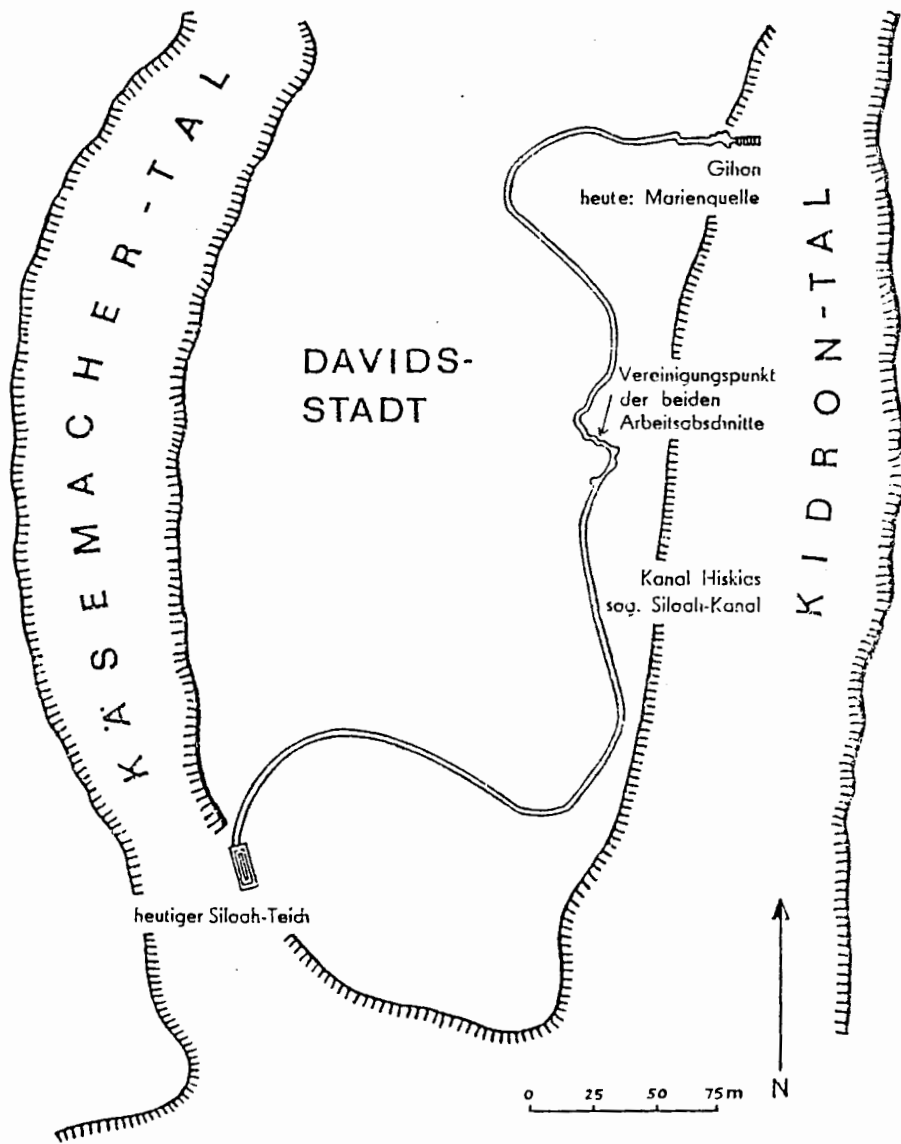 KÄSEMACHER-TAL
Gihon
heute: Marienquelle
KIDRON-TAL
DAVIDS-
STADT
Vereinigungspunkt
der beiden
Arbeitsabschnitte
Kanal Hiskias
sog. Siloah-Kanal
heutiger Siloah-Teich
N
0 25 50 75m